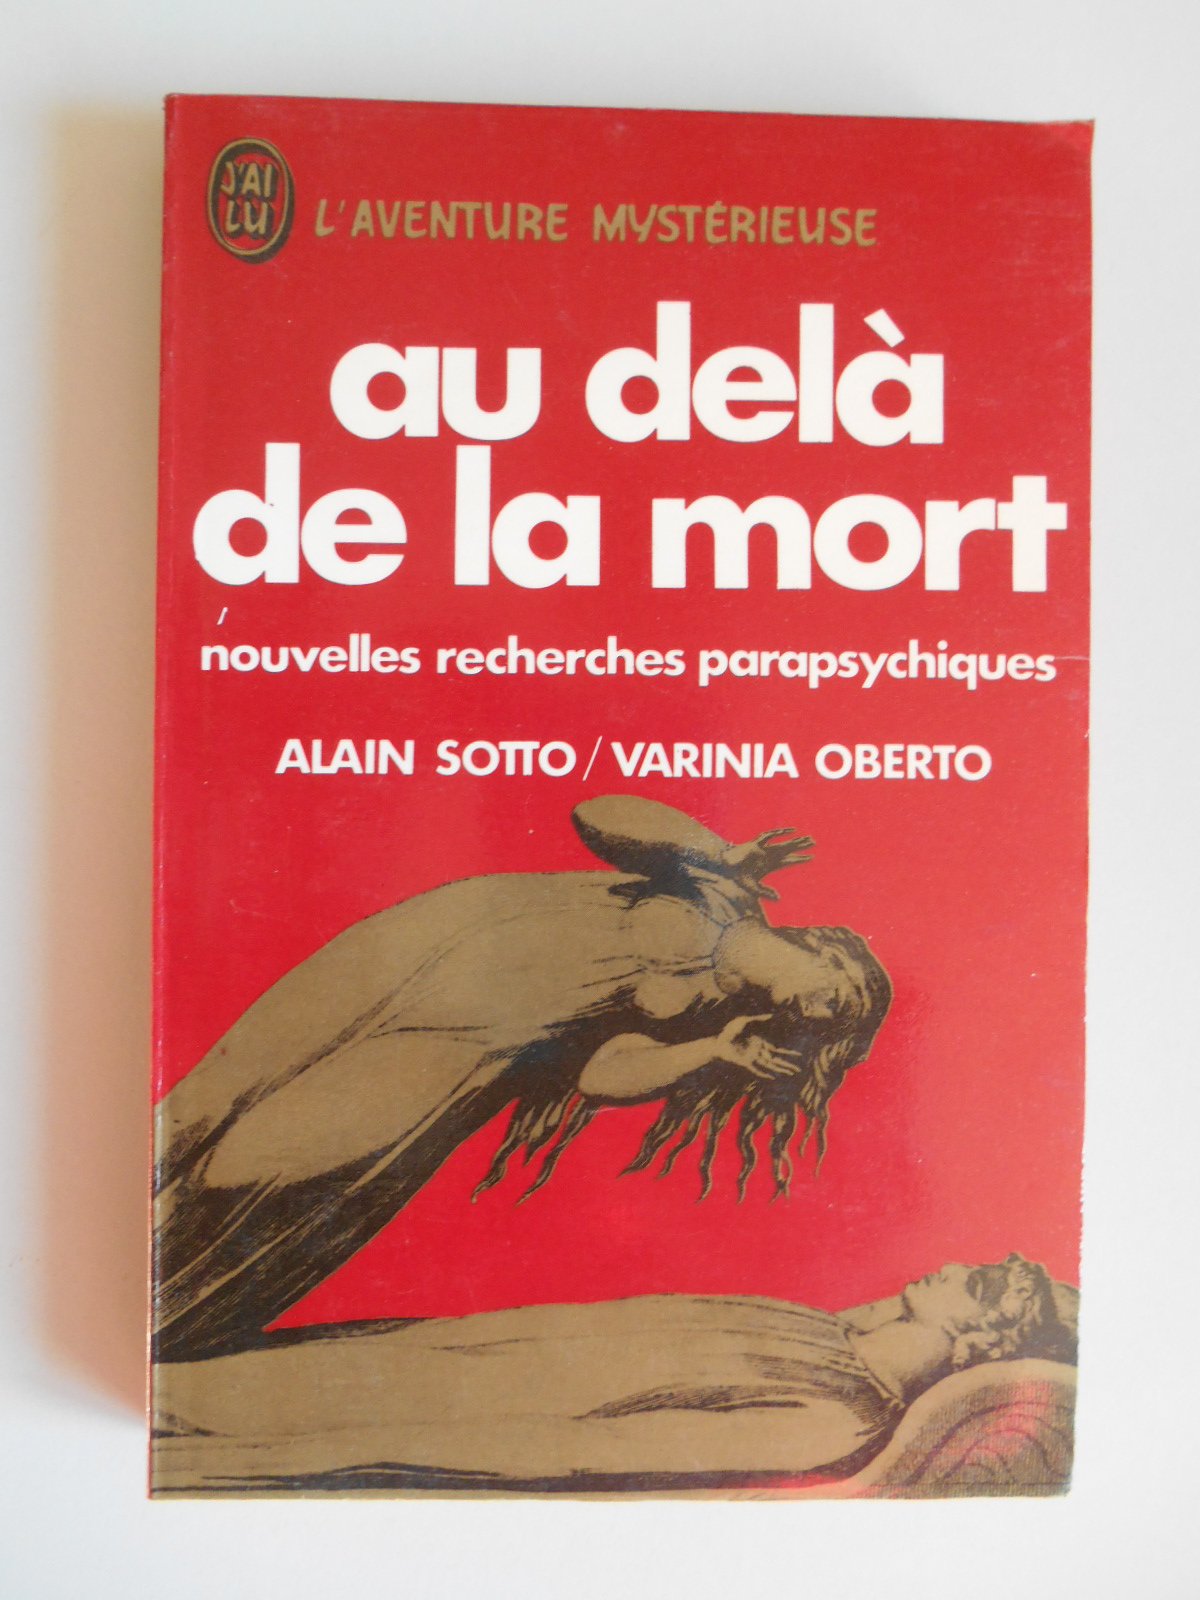 J'AI
LU
L'AVENTURE MYSTÉRIEUSE
au delà
de la mort
nouvelles recherches parapsychiques
ALAIN SOTTO / VARINIA OBERTO